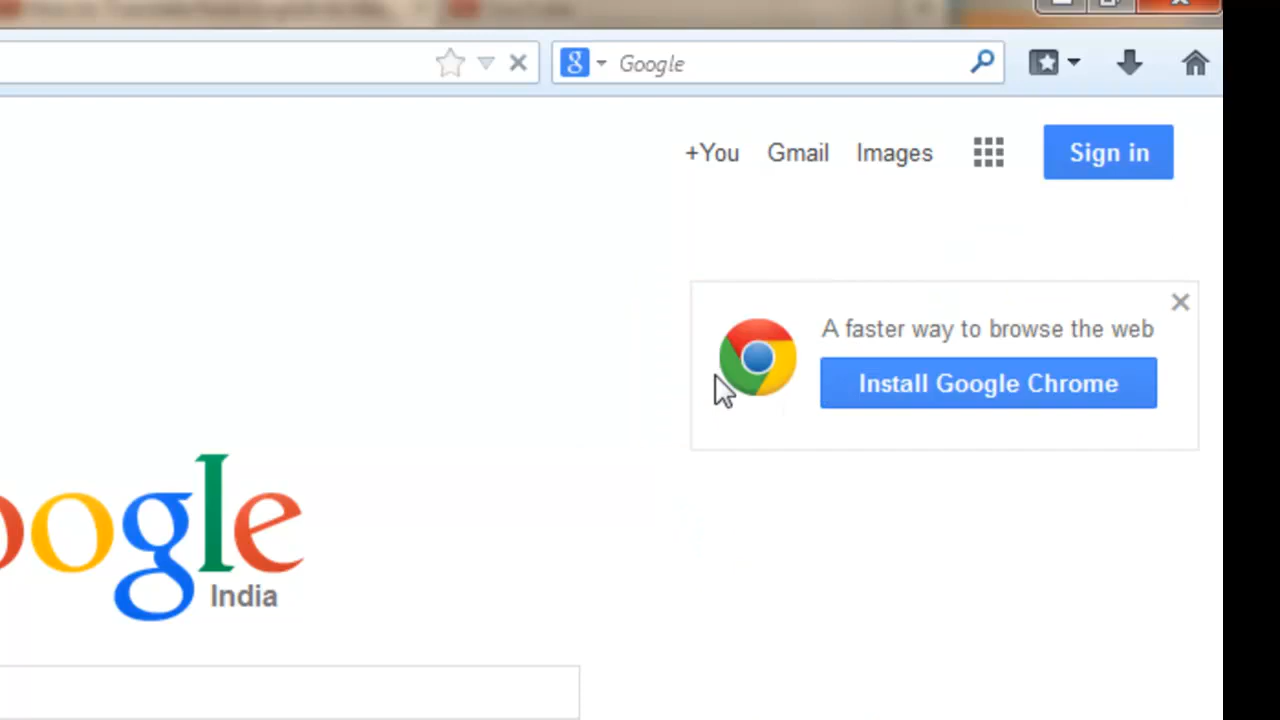 Google
+You Gmail Images Sign in
A faster way to browse the web
Install Google Chrome
oogle
India